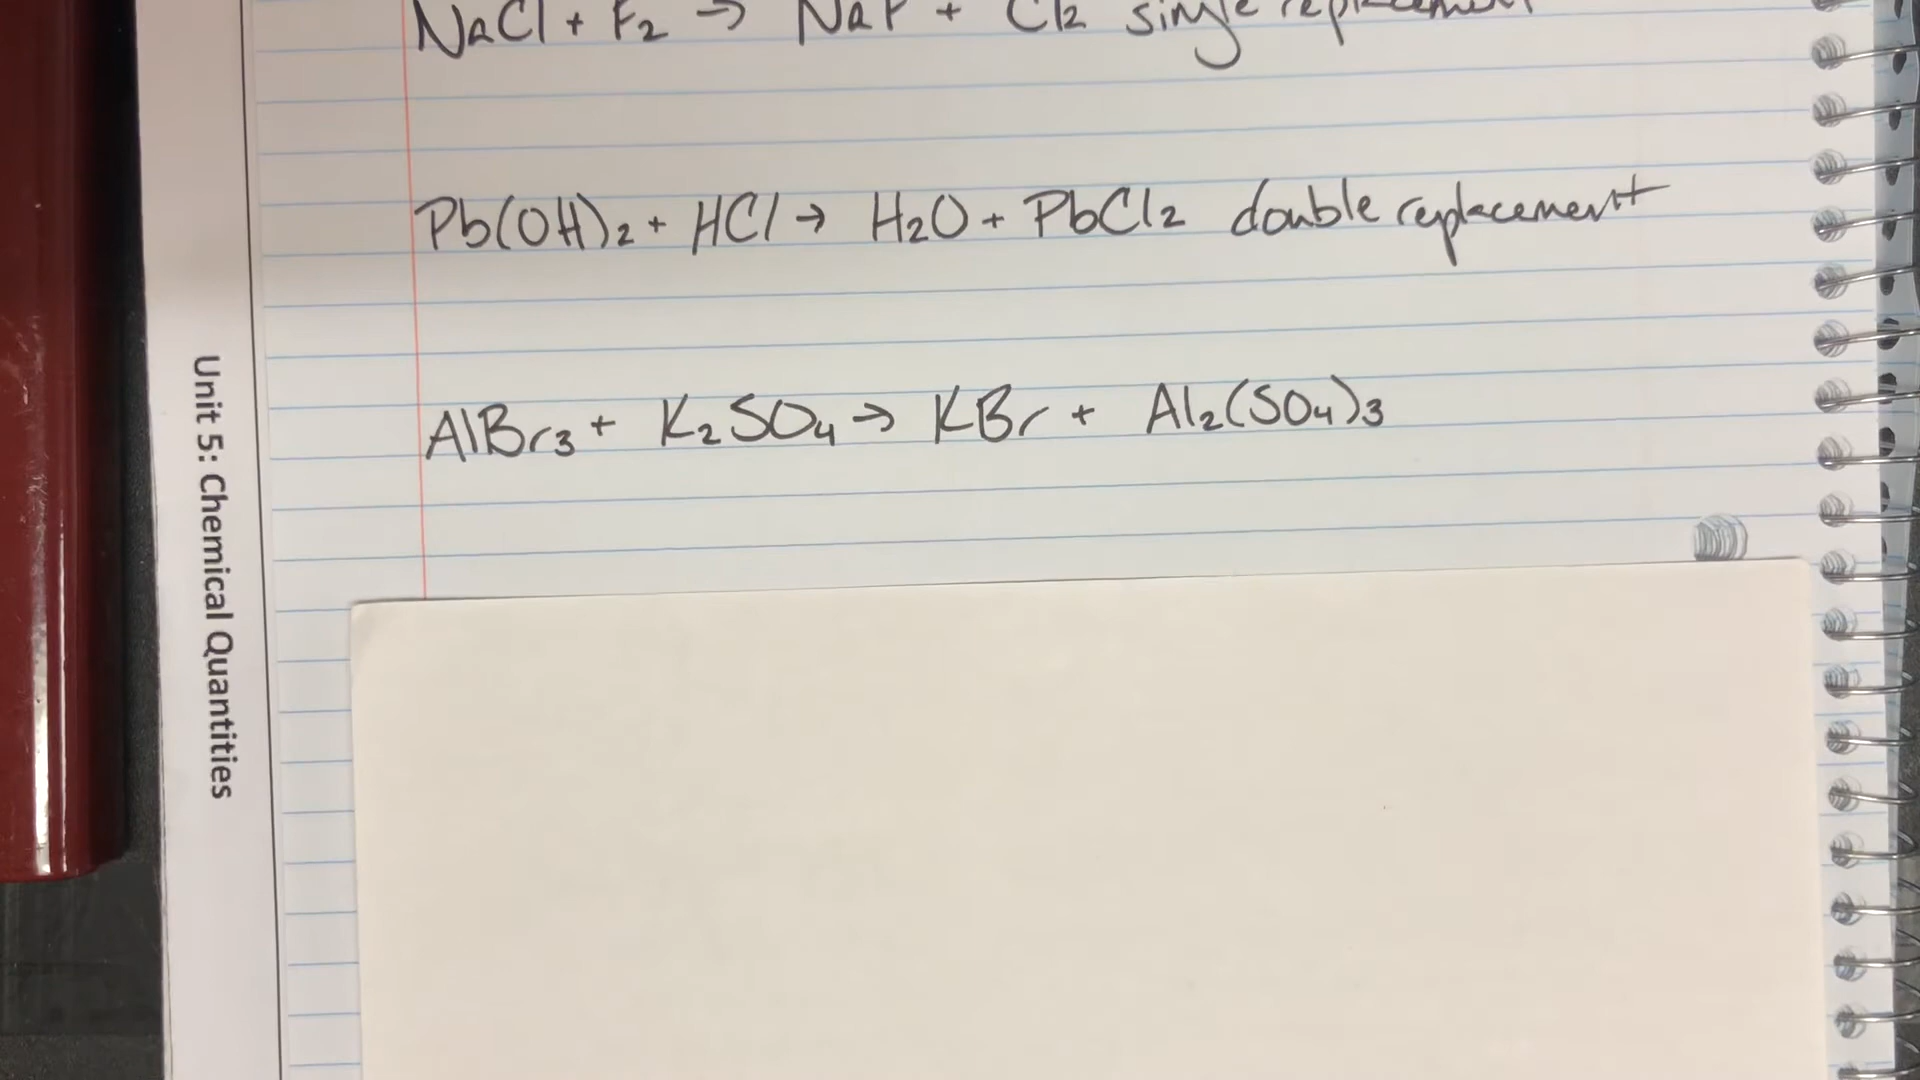 NaCl + F₂ → NaF + Cl₂ single replacement
Pb(OH)₂ + HCl → H₂O + PbCl₂ double replacement
AlBr₃ + K₂SO₄ → KBr + Al₂(SO₄)₃
Unit 5: Chemical Quantities